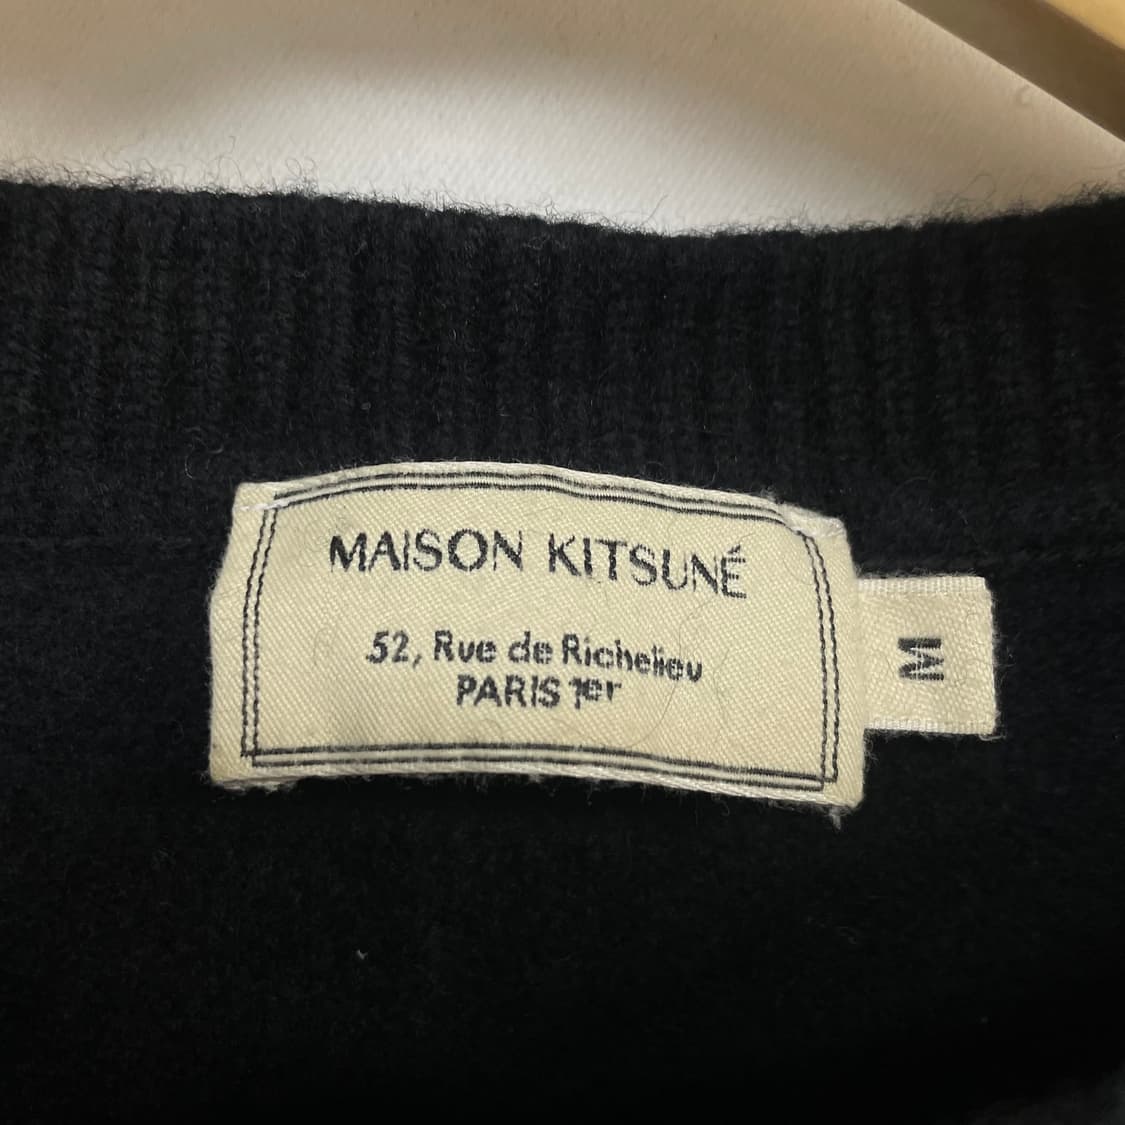 MAISON KITSUNÉ
52, Rue de Richelieu
PARIS 1er
M